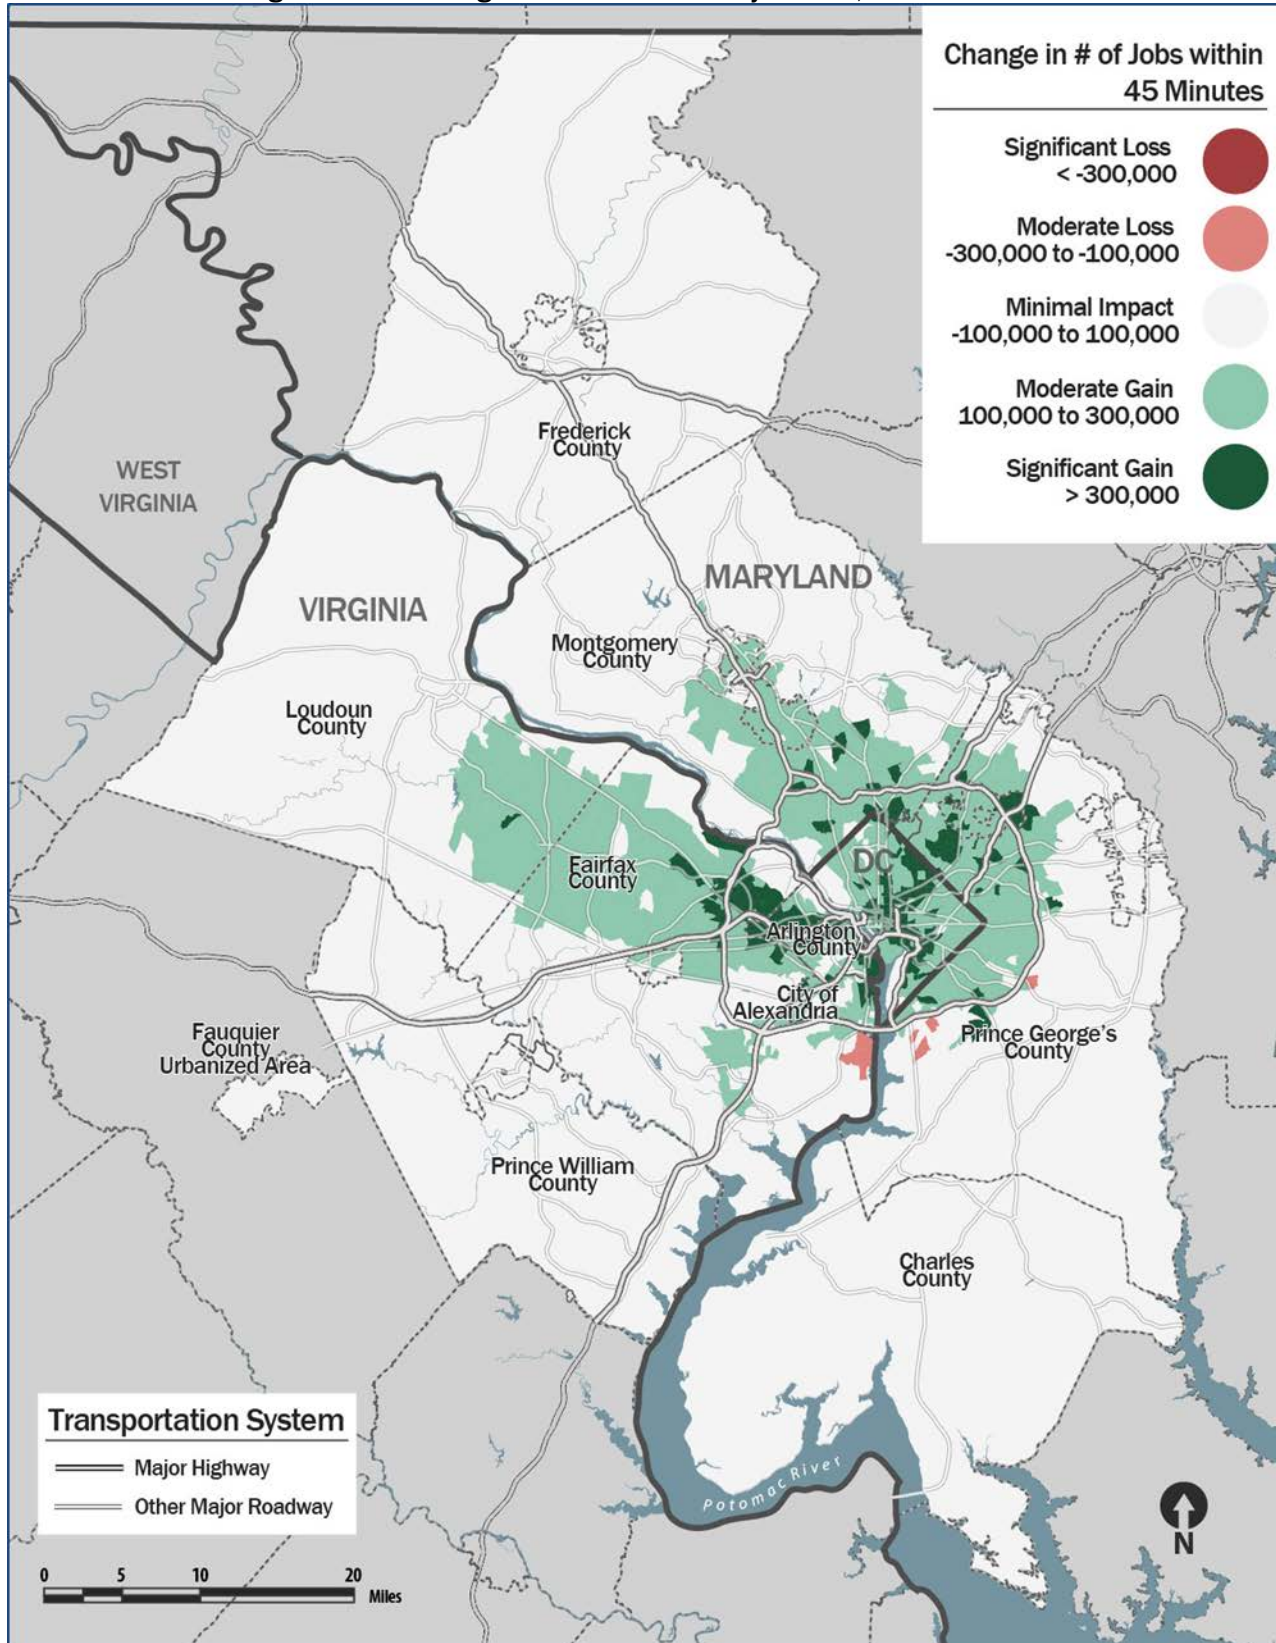 Change in # of Jobs within
45 Minutes
Significant Loss
< -300,000
Moderate Loss
-300,000 to -100,000
Minimal Impact
-100,000 to 100,000
Moderate Gain
100,000 to 300,000
Significant Gain
> 300,000
Frederick
County
WEST
VIRGINIA
MARYLAND
VIRGINIA
Montgomery
County
Loudoun
County
DC
Fairfax
County
Arlington
County
City of
Alexandria
Fauquier
County
Urbanized Area
Prince George's
County
Prince William
County
Charles
County
Potomac River
Transportation System
Major Highway
Other Major Roadway
0 5 10 20
Miles
N